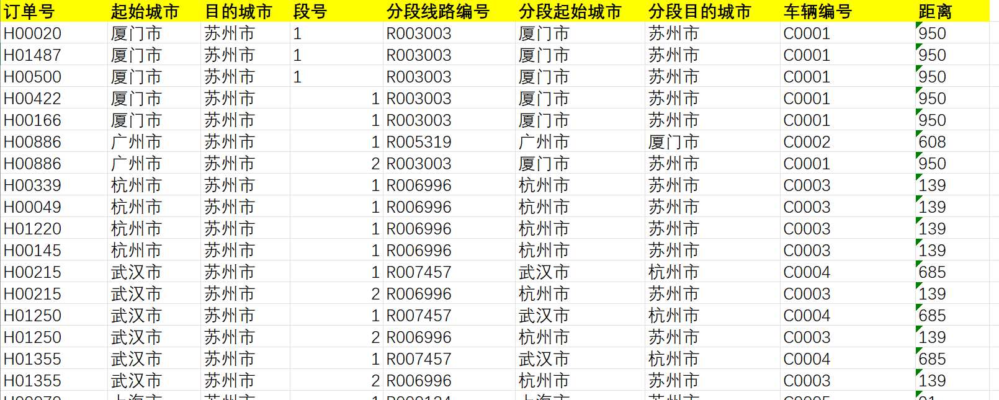 订单号 起始城市 目的城市 段号 分段线路编号 分段起始城市 分段目的城市 车辆编号 距离
H00020 厦门市 苏州市 1 R003003 厦门市 苏州市 C0001 950
H01487 厦门市 苏州市 1 R003003 厦门市 苏州市 C0001 950
H00500 厦门市 苏州市 1 R003003 厦门市 苏州市 C0001 950
H00422 厦门市 苏州市 1 R003003 厦门市 苏州市 C0001 950
H00166 厦门市 苏州市 1 R003003 厦门市 苏州市 C0001 950
H00886 广州市 苏州市 1 R005319 广州市 厦门市 C0002 608
H00886 广州市 苏州市 2 R003003 厦门市 苏州市 C0001 950
H00339 杭州市 苏州市 1 R006996 杭州市 苏州市 C0003 139
H00049 杭州市 苏州市 1 R006996 杭州市 苏州市 C0003 139
H01220 杭州市 苏州市 1 R006996 杭州市 苏州市 C0003 139
H00145 杭州市 苏州市 1 R006996 杭州市 苏州市 C0003 139
H00215 武汉市 苏州市 1 R007457 武汉市 杭州市 C0004 685
H00215 武汉市 苏州市 2 R006996 杭州市 苏州市 C0003 139
H01250 武汉市 苏州市 1 R007457 武汉市 杭州市 C0004 685
H01250 武汉市 苏州市 2 R006996 杭州市 苏州市 C0003 139
H01355 武汉市 苏州市 1 R007457 武汉市 杭州市 C0004 685
H01355 武汉市 苏州市 2 R006996 杭州市 苏州市 C0003 139